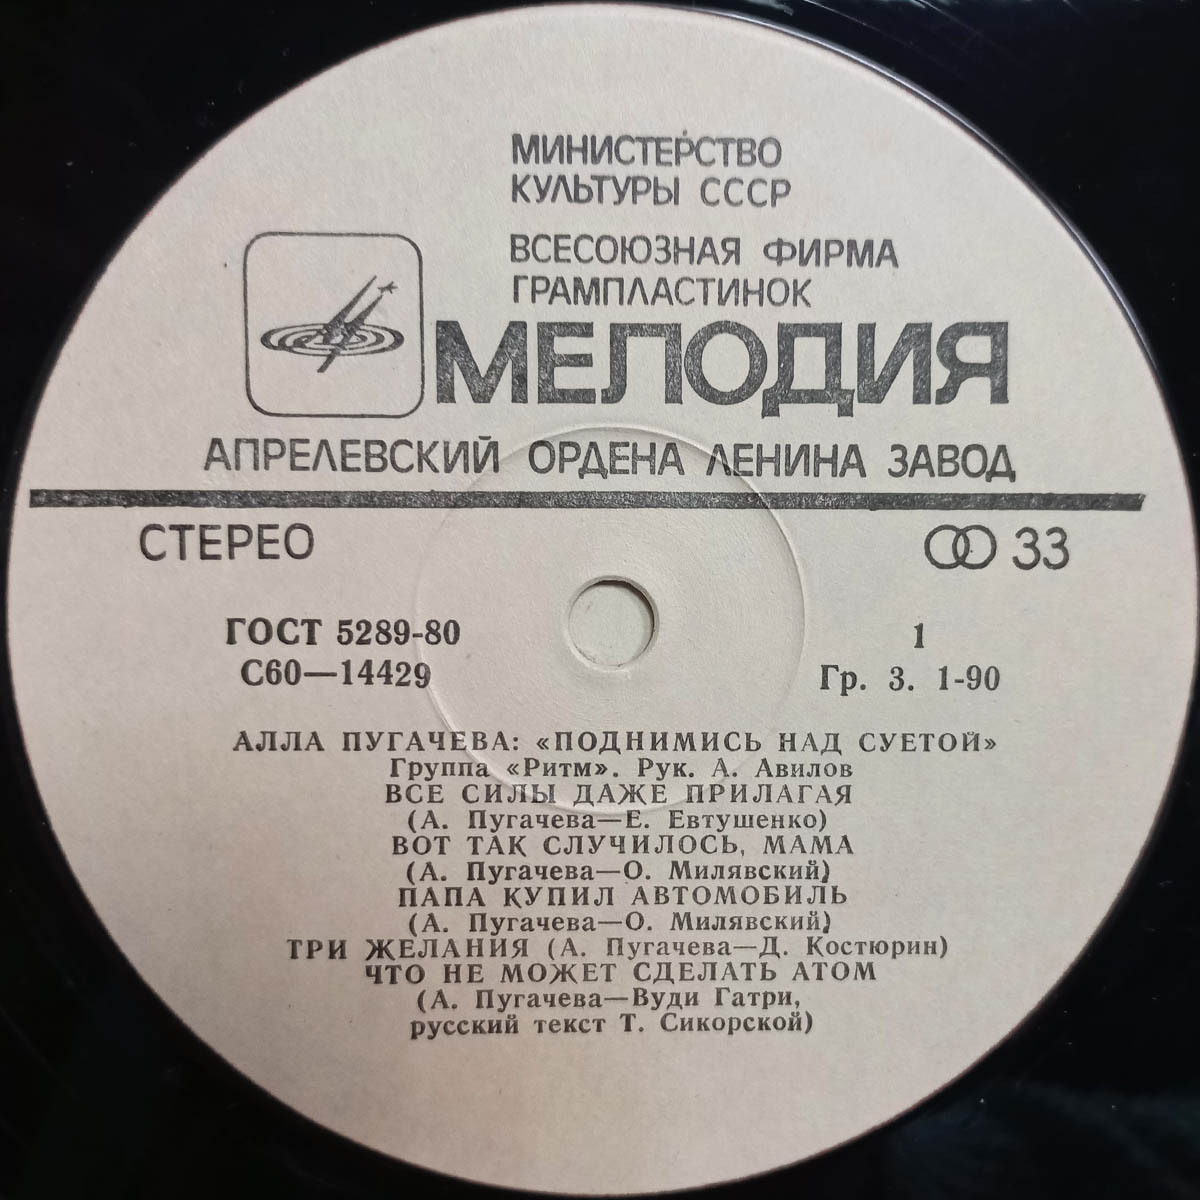 МИНИСТЕРСТВО
КУЛЬТУРЫ СССР
ВСЕСОЮЗНАЯ ФИРМА
ГРАМПЛАСТИНОК
МЕЛОДИЯ
АПРЕЛЕВСКИЙ ОРДЕНА ЛЕНИНА ЗАВОД
СТЕРЕО 33
ГОСТ 5289-80 1
С60—14429 Гр. 3. 1-90
АЛЛА ПУГАЧЕВА: «ПОДНИМИСЬ НАД СУЕТОЙ»
Группа «Ритм». Рук. А. Авилов
ВСЕ СИЛЫ ДАЖЕ ПРИЛАГАЯ
(А. Пугачева—Е. Евтушенко)
ВОТ ТАК СЛУЧИЛОСЬ, МАМА
(А. Пугачева—О. Милявский)
ПАПА КУПИЛ АВТОМОБИЛЬ
(А. Пугачева—О. Милявский)
ТРИ ЖЕЛАНИЯ (А. Пугачева—Д. Костюрин)
ЧТО НЕ МОЖЕТ СДЕЛАТЬ АТОМ
(А. Пугачева—Вуди Гатри,
русский текст Т. Сикорской)